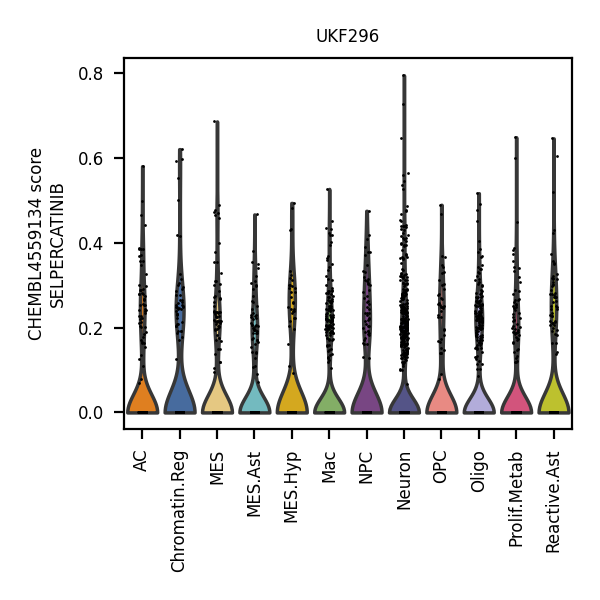 UKF296
CHEMBL4559134 score
SELPERCATINIB
0.8
0.6
0.4
0.2
0.0
AC
Chromatin.Reg
MES
MES.Ast
MES.Hyp
Mac
NPC
Neuron
OPC
Oligo
Prolif.Metab
Reactive.Ast